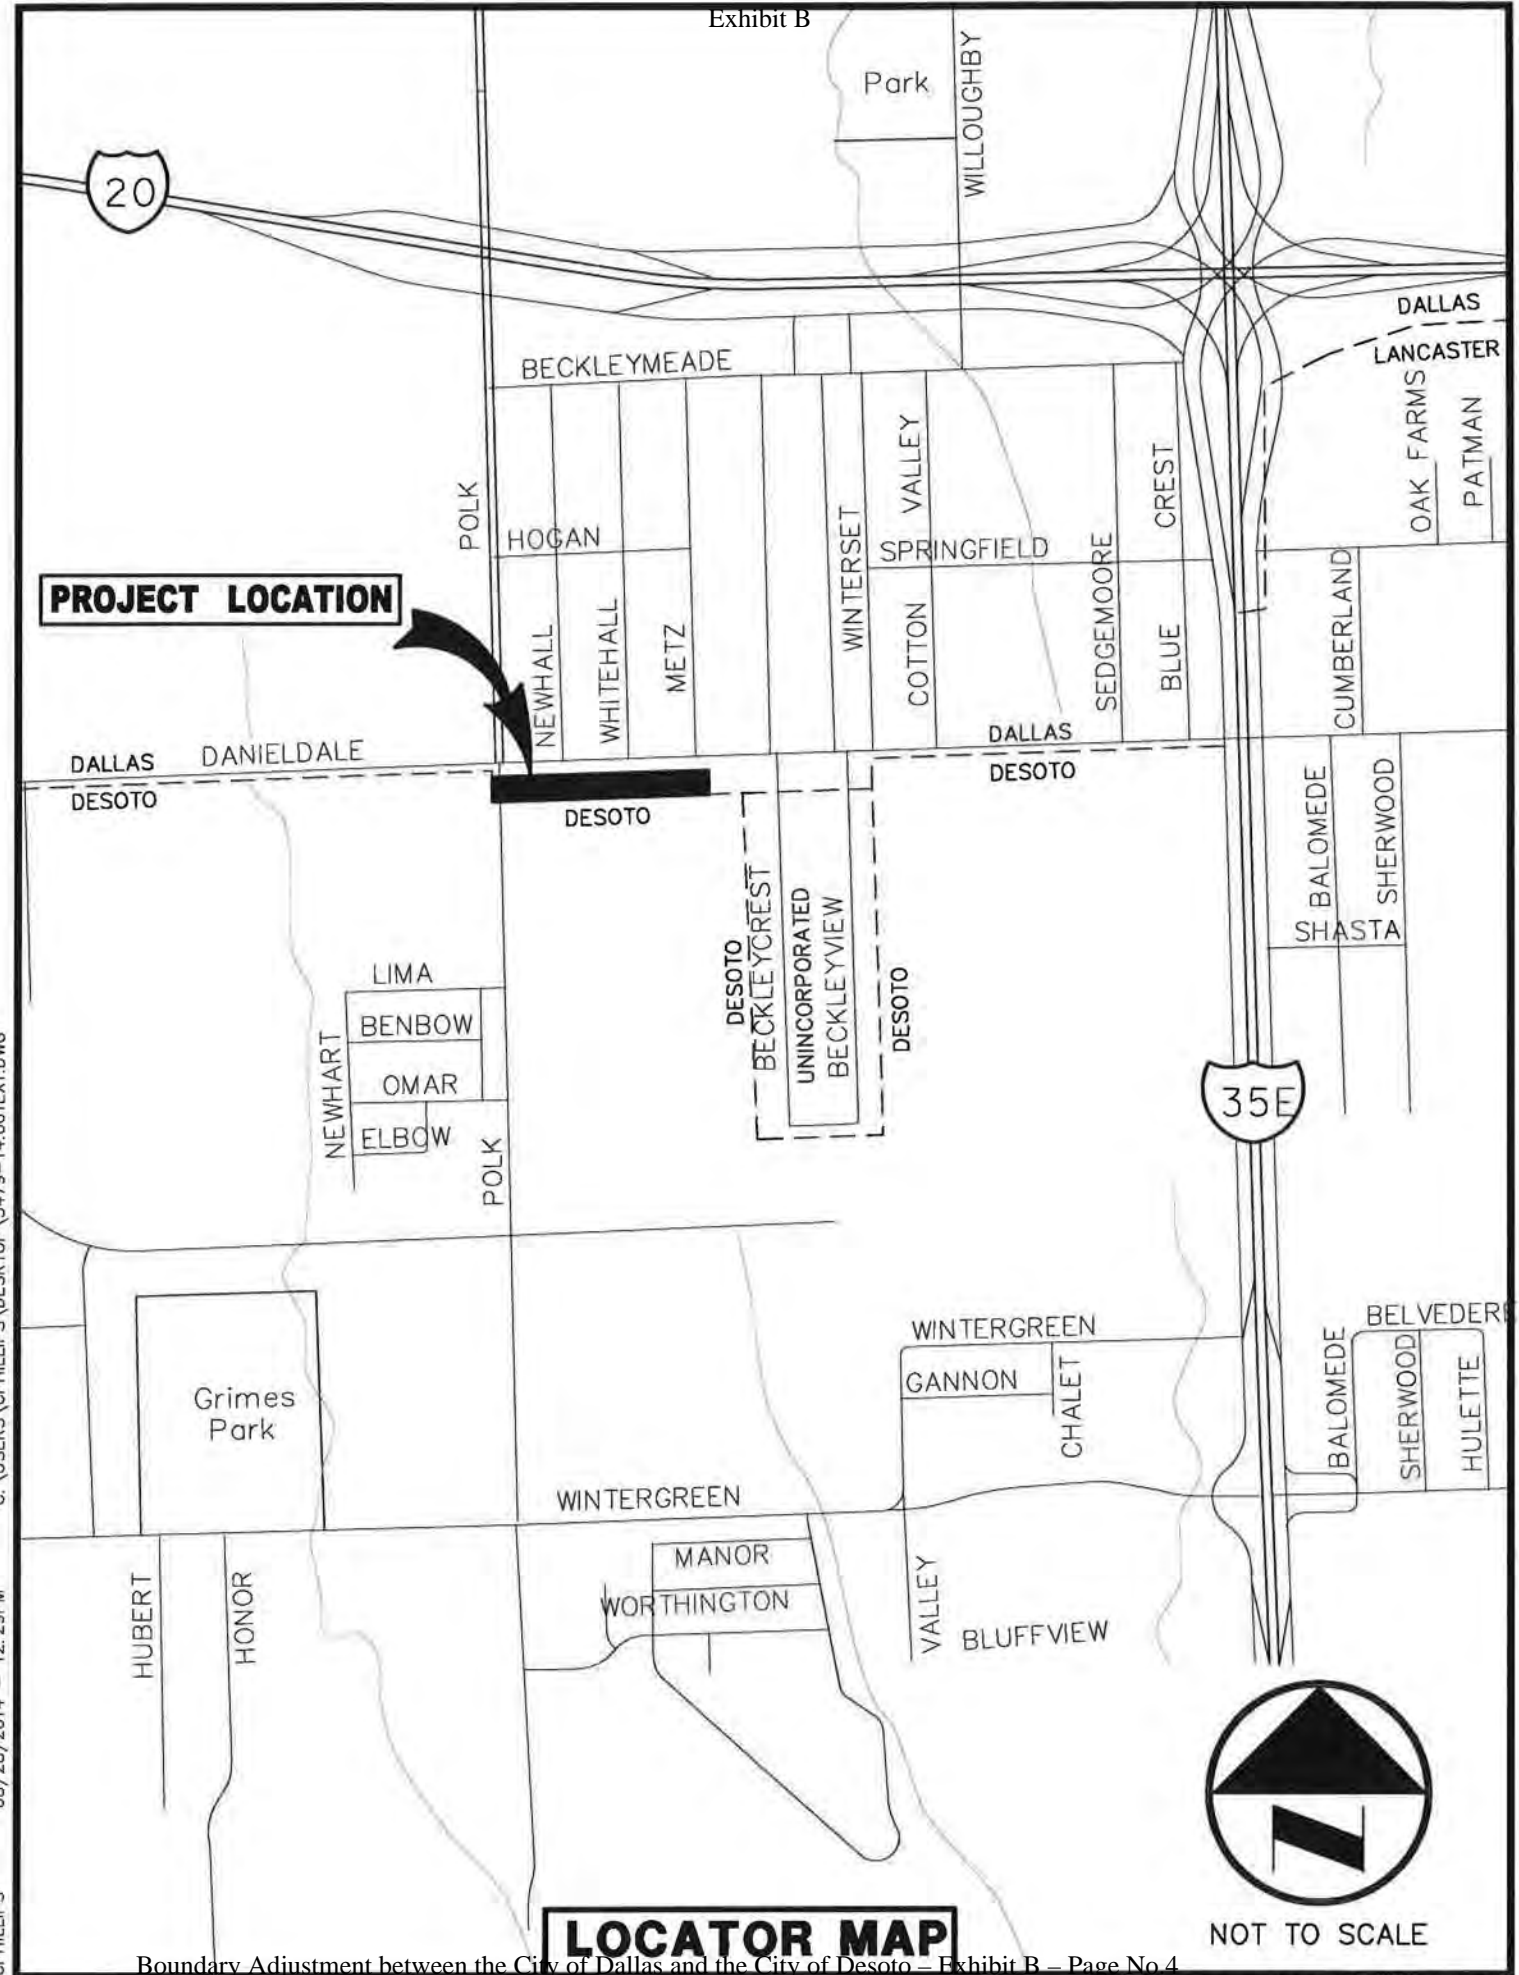 Exhibit B
Park
WILLOUGHBY
20
DALLAS
LANCASTER
BECKLEYMEADE
OAK FARMS
PATMAN
POLK
HOGAN
VALLEY
CREST
WINTERSET
SPRINGFIELD
SEDGEMOORE
PROJECT LOCATION
NEWHALL
WHITEHALL
METZ
COTTON
BLUE
CUMBERLAND
DALLAS
DANIELDALE
DESOTO
DESOTO
DALLAS
DESOTO
BALOMEDE
SHERWOOD
SHASTA
DESOTO
BECKLEYCREST
UNINCORPORATED
BECKLEYVIEW
DESOTO
LIMA
BENBOW
OMAR
ELBOW
NEWHART
POLK
35E
Grimes
Park
WINTERGREEN
GANNON
CHALET
BELVEDERE
BALOMEDE
SHERWOOD
HULETTE
WINTERGREEN
MANOR
WORTHINGTON
HUBERT
HONOR
VALLEY
BLUFFVIEW
NOT TO SCALE
LOCATOR MAP
Boundary Adjustment between the City of Dallas and the City of Desoto – Exhibit B – Page No.4